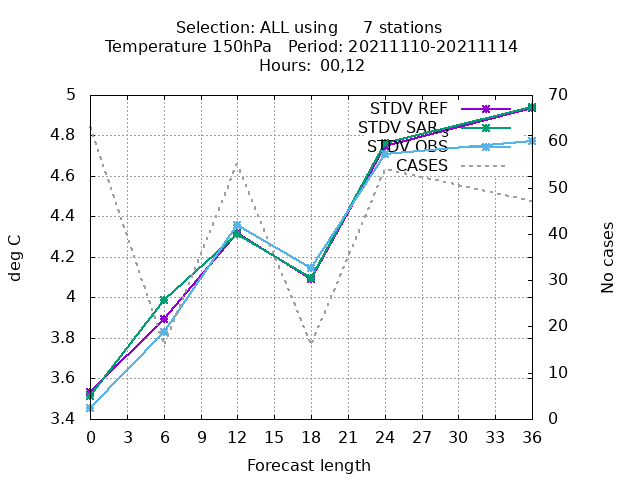 Selection: ALL using 7 stations
Temperature 150hPa Period: 20211110-20211114
Hours: 00,12
5 70
STDV REF
STDV SAR_3
4.8 60
STDV OBS
CASES
4.6 50
4.4 40
4.2 30
4
3.8 20
3.6 10
3.4 0
deg C
No cases
0 3 6 9 12 15 18 21 24 27 30 33 36
Forecast length